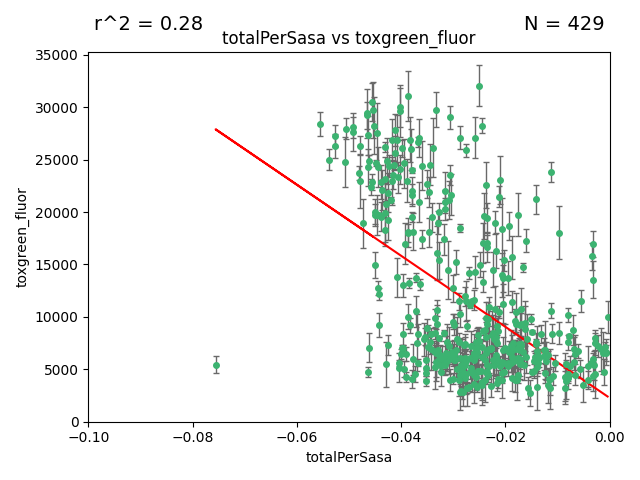 r^2 = 0.28 N = 429
totalPerSasa vs toxgreen_fluor
35000
30000
25000
20000
15000
10000
5000
0
toxgreen_fluor
−0.10 −0.08 −0.06 −0.04 −0.02 0.00
totalPerSasa